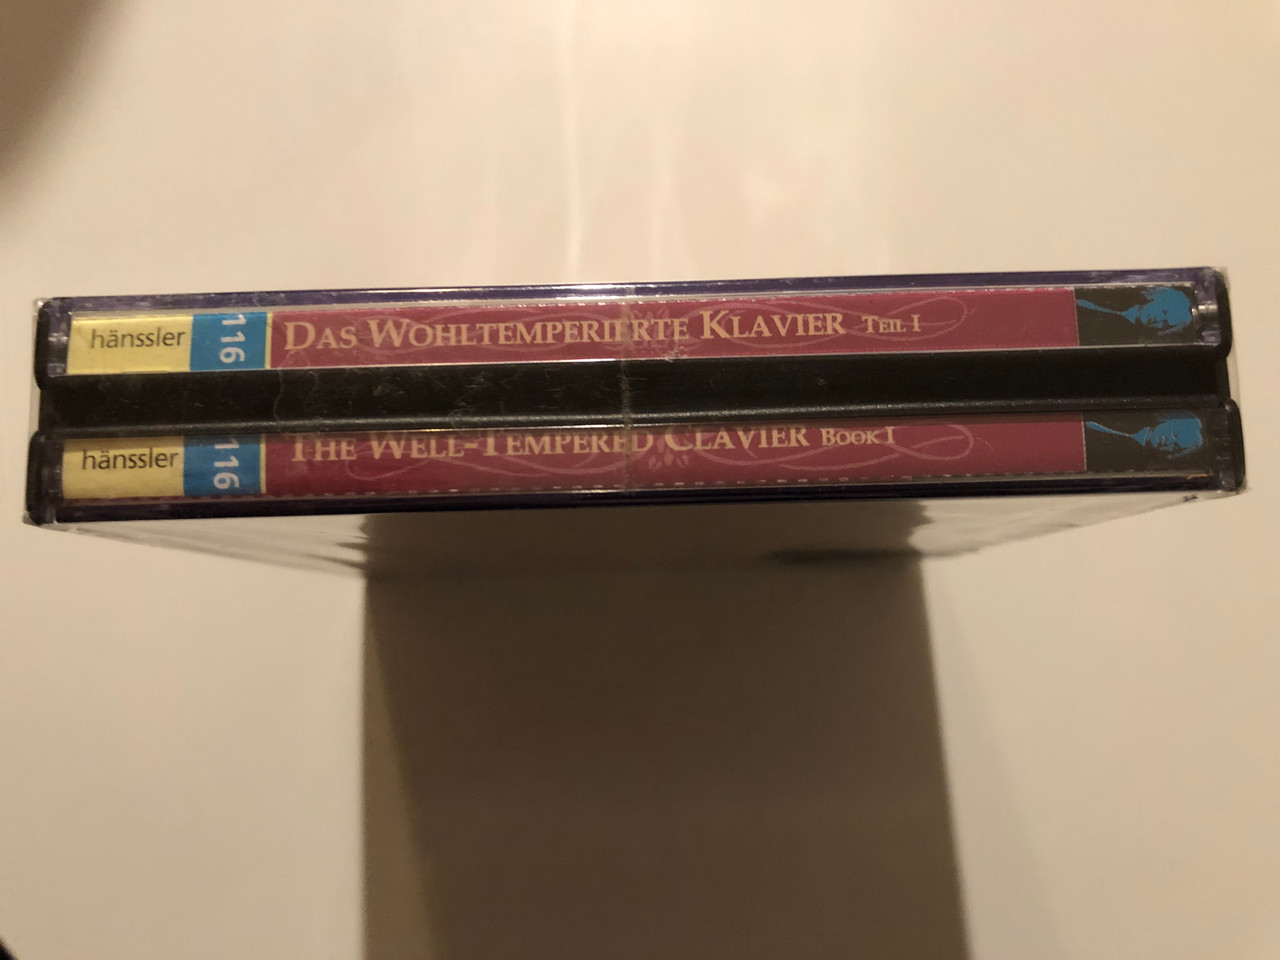 hänssler 116 DAS WOHLTEMPERIERTE KLAVIER TEIL I
hänssler 116 THE WELL-TEMPERED CLAVIER BOOK I